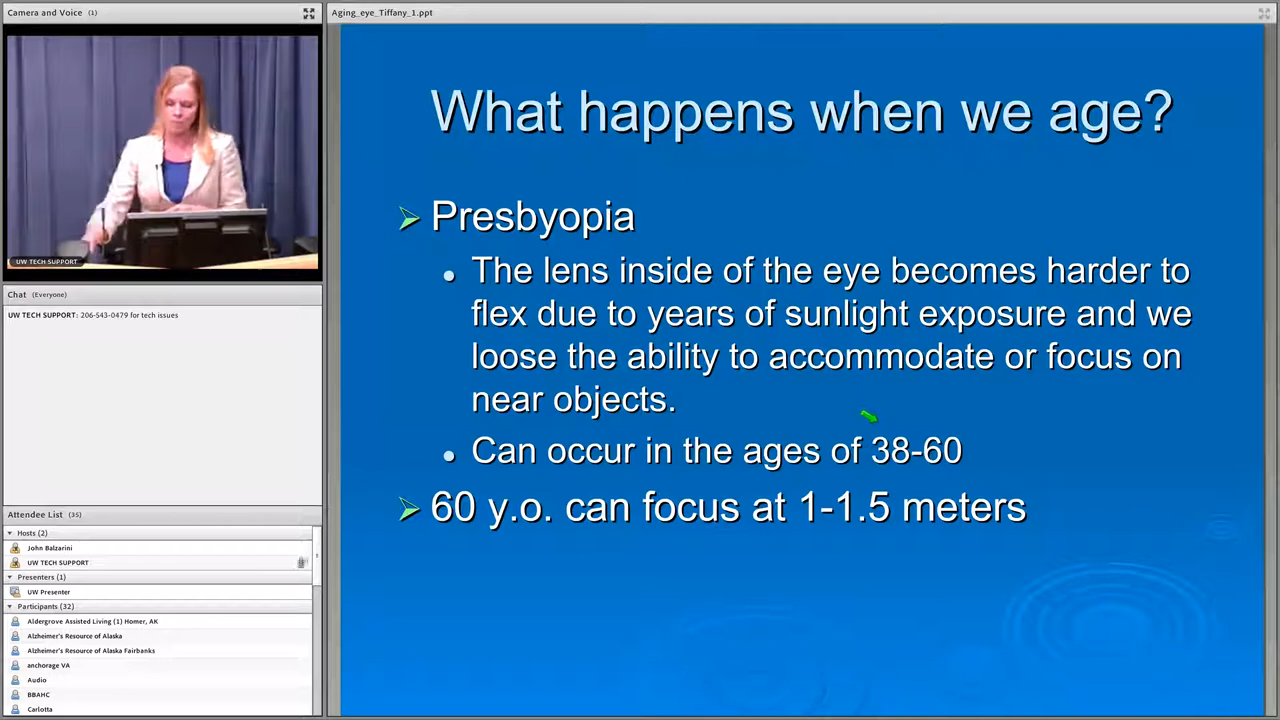 Camera and Voice (1)
UW TECH SUPPORT
Chat (Everyone)
UW TECH SUPPORT: 206-543-0479 for tech issues
Attendee List (35)
Hosts (2)
John Balzarini
UW TECH SUPPORT
Presenters (1)
UW Presenter
Participants (32)
Aldergrove Assisted Living (1) Homer, AK
Alzheimer's Resource of Alaska
Alzheimer's Resource of Alaska Fairbanks
anchorage VA
Audio
BBAHC
Carlotta
Aging_eye_Tiffany_1.ppt
What happens when we age?
Presbyopia
The lens inside of the eye becomes harder to
flex due to years of sunlight exposure and we
loose the ability to accommodate or focus on
near objects.
Can occur in the ages of 38-60
60 y.o. can focus at 1-1.5 meters